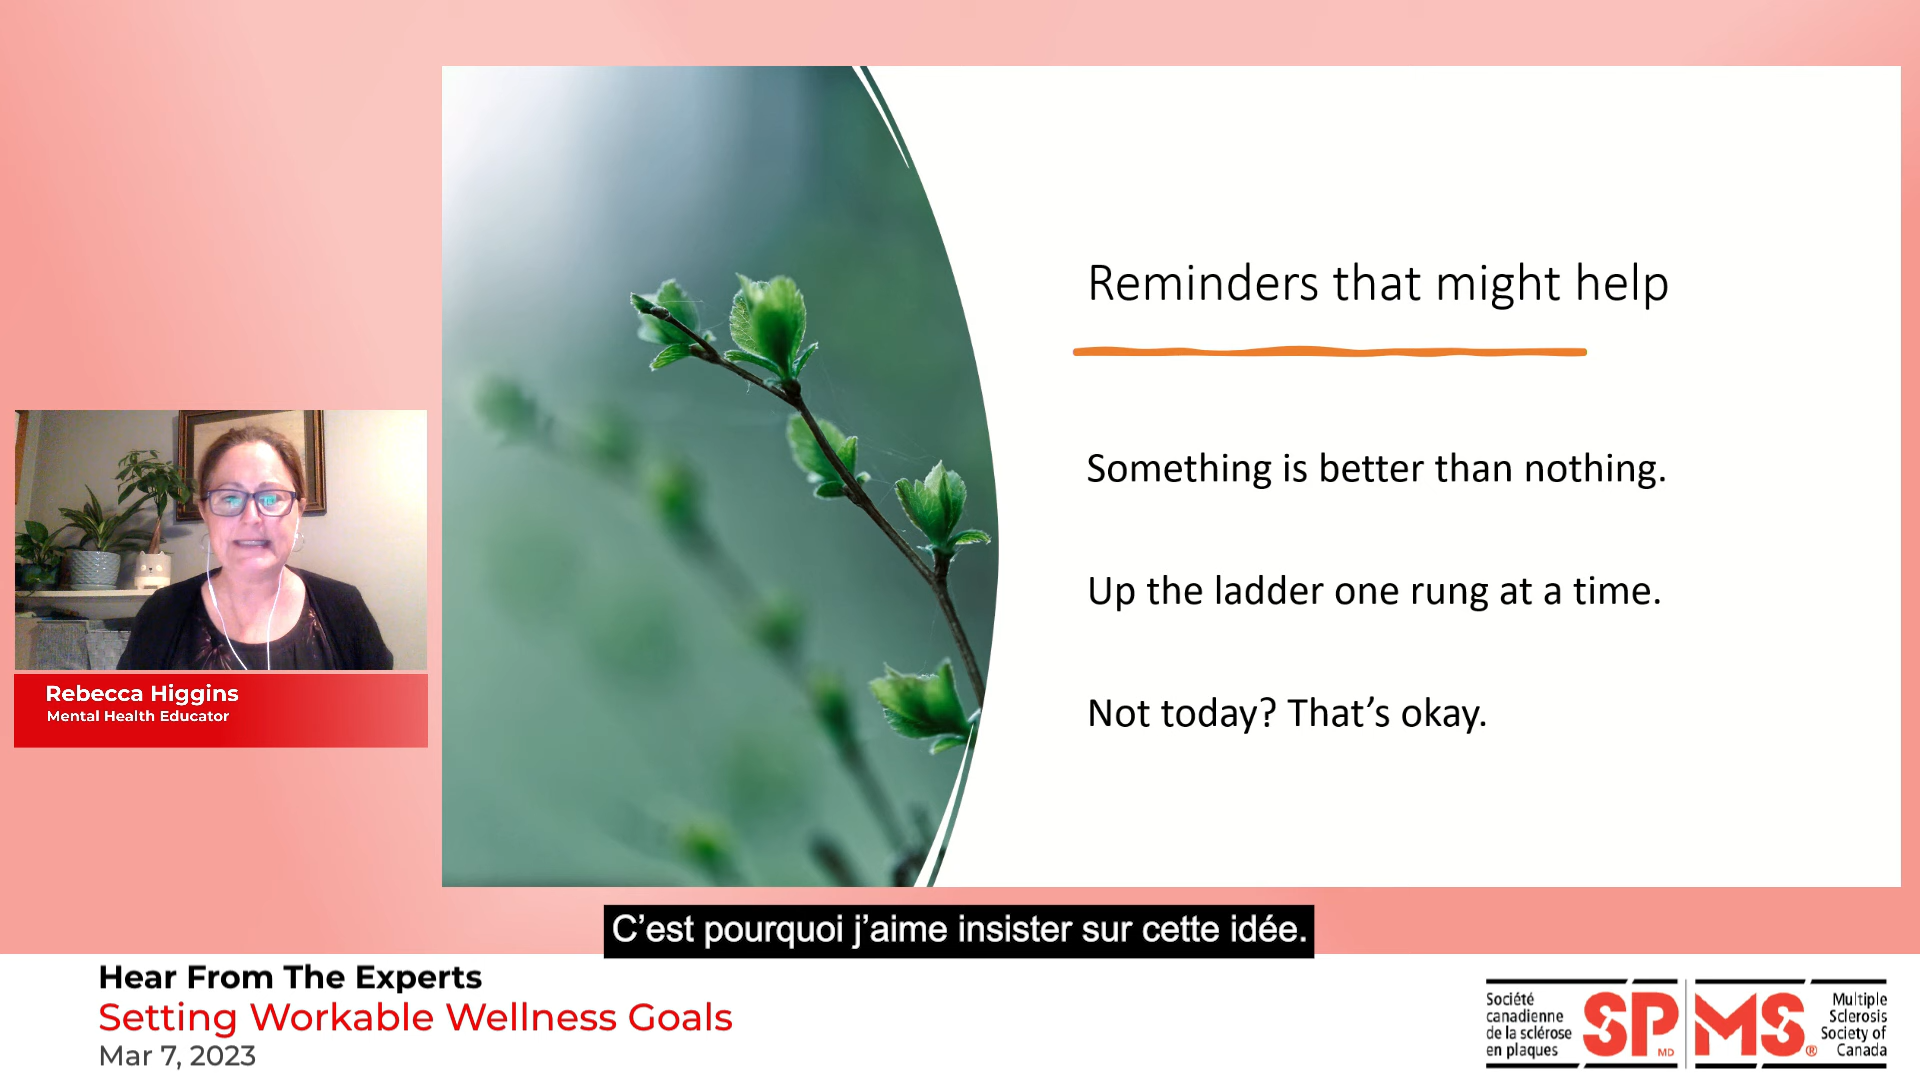 Reminders that might help
Something is better than nothing.
Up the ladder one rung at a time.
Not today? That's okay.
Rebecca Higgins
Mental Health Educator
C'est pourquoi j'aime insister sur cette idée.
Hear From The Experts
Setting Workable Wellness Goals
Mar 7, 2023
Société
canadienne
de la sclérose
en plaques
SP MD
MS ®
Multiple
Sclerosis
Society of
Canada